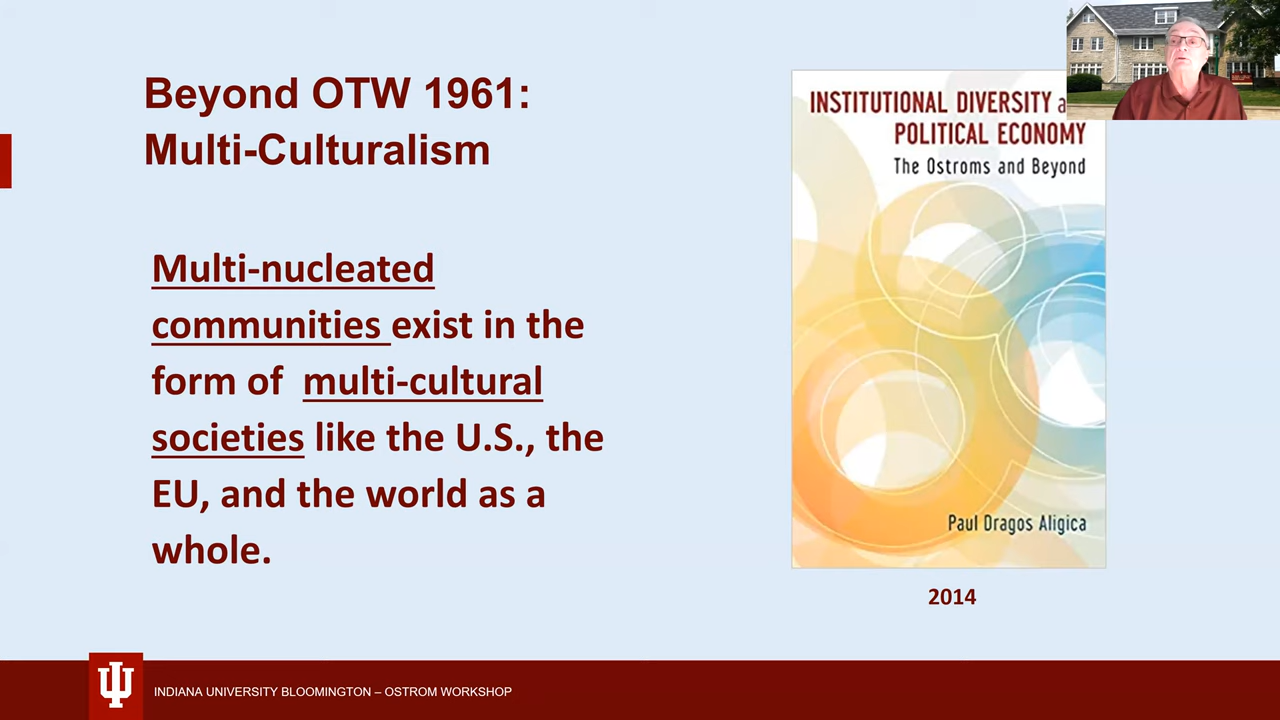 Beyond OTW 1961:
Multi-Culturalism
Multi-nucleated
communities exist in the
form of multi-cultural
societies like the U.S., the
EU, and the world as a
whole.
INSTITUTIONAL DIVERSITY
POLITICAL ECONOMY
The Ostroms and Beyond
Paul Dragos Aligica
2014
INDIANA UNIVERSITY BLOOMINGTON – OSTROM WORKSHOP